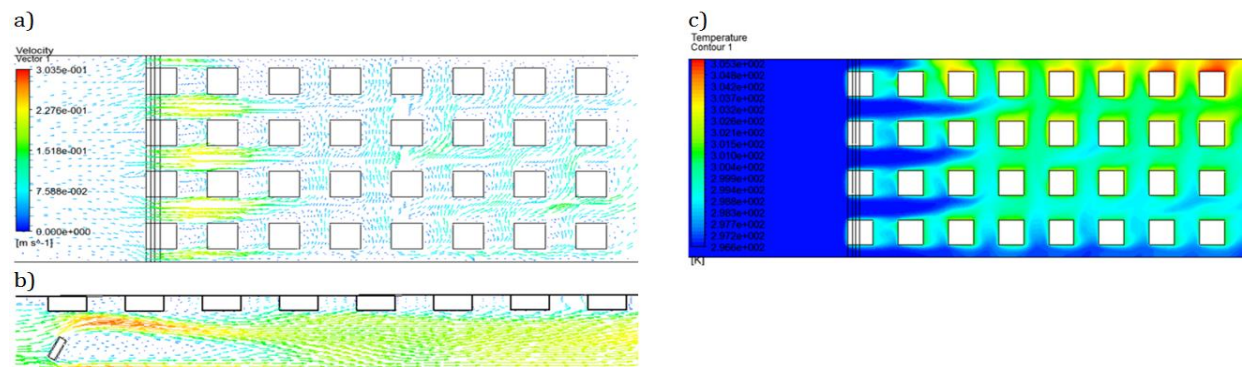 a)
Velocity
Vector 1
3.035e-001
2.276e-001
1.518e-001
7.588e-002
0.000e+000
[m s^-1]
b)
c)
Temperature
Contour 1
3.053e+002
3.048e+002
3.042e+002
3.037e+002
3.032e+002
3.026e+002
3.021e+002
3.015e+002
3.010e+002
3.004e+002
2.999e+002
2.994e+002
2.988e+002
2.983e+002
2.977e+002
2.972e+002
2.966e+002
[K]